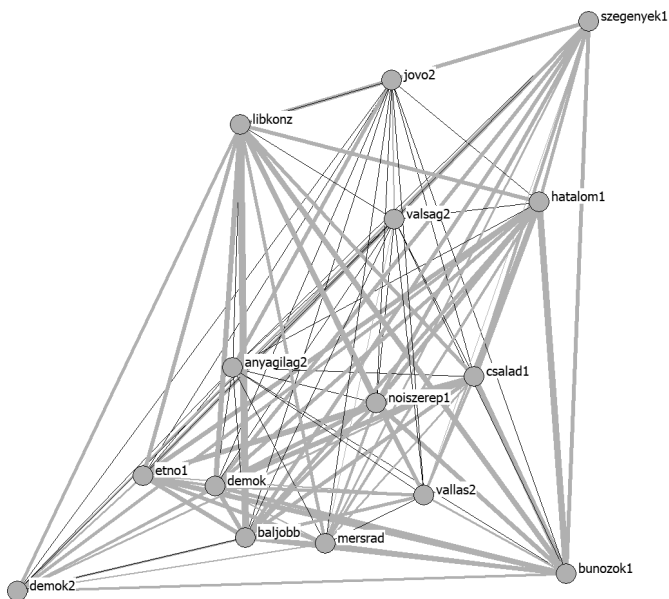 szegenyek1
jovo2
libkonz
hatalom1
valsag2
anyagilag2
csalad1
noiszerep1
etno1
demok
vallas2
baljobb
mersrad
bunozok1
demok2